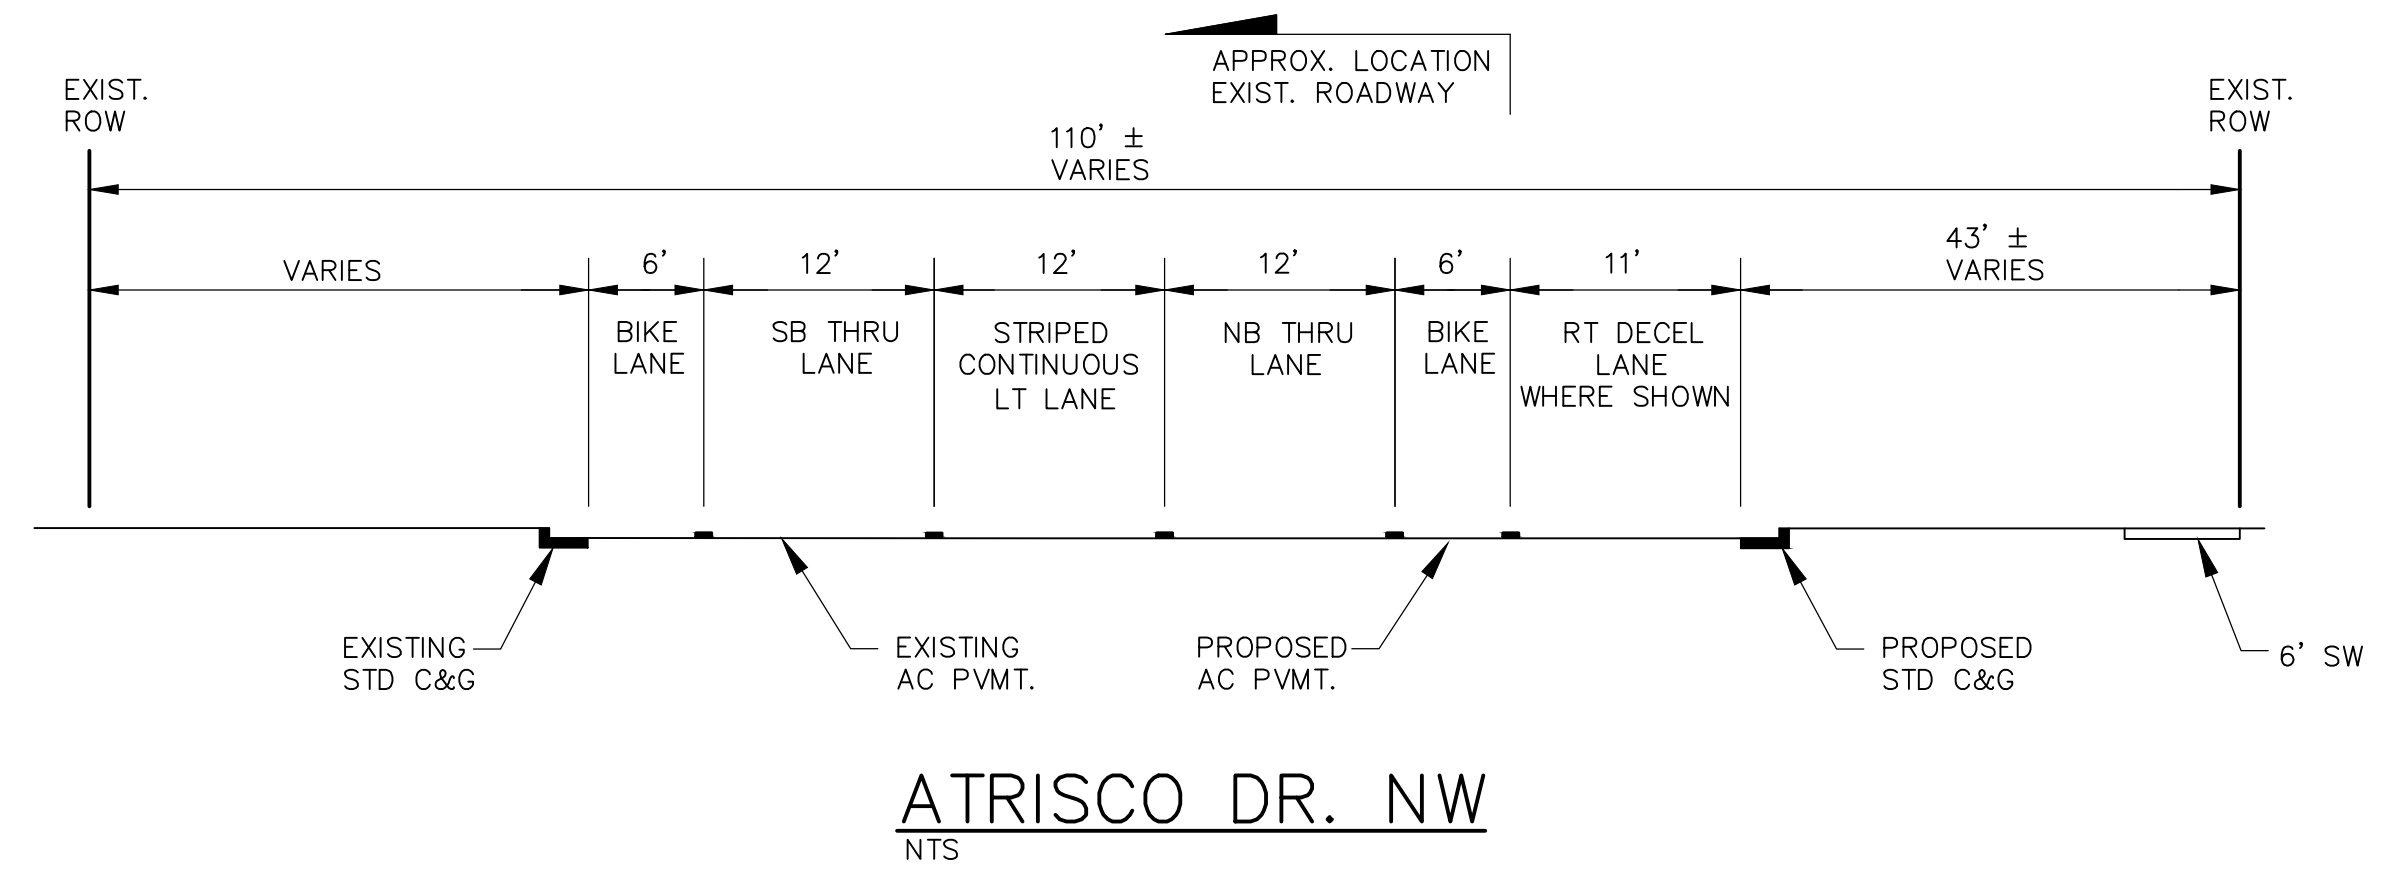 APPROX. LOCATION
EXIST. ROADWAY
EXIST.
ROW
EXIST.
ROW
110' ±
VARIES
VARIES
6'
12'
12'
12'
6'
11'
43' ±
VARIES
BIKE
LANE
SB THRU
LANE
STRIPED
CONTINUOUS
LT LANE
NB THRU
LANE
BIKE
LANE
RT DECEL
LANE
WHERE SHOWN
EXISTING
STD C&G
EXISTING
AC PVMT.
PROPOSED
AC PVMT.
PROPOSED
STD C&G
6' SW
ATRISCO DR. NW
NTS